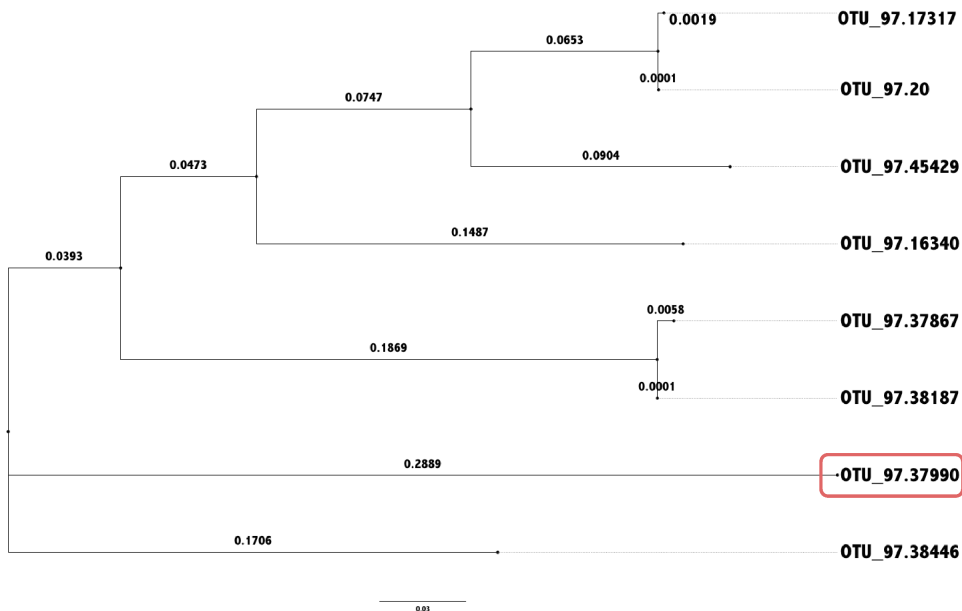 0.0019 OTU_97.17317
0.0653
0.0001 OTU_97.20
0.0747
0.0904 OTU_97.45429
0.0473
0.1487 OTU_97.16340
0.0393
0.0058 OTU_97.37867
0.1869
0.0001 OTU_97.38187
0.2889 OTU_97.37990
0.1706 OTU_97.38446
0.03